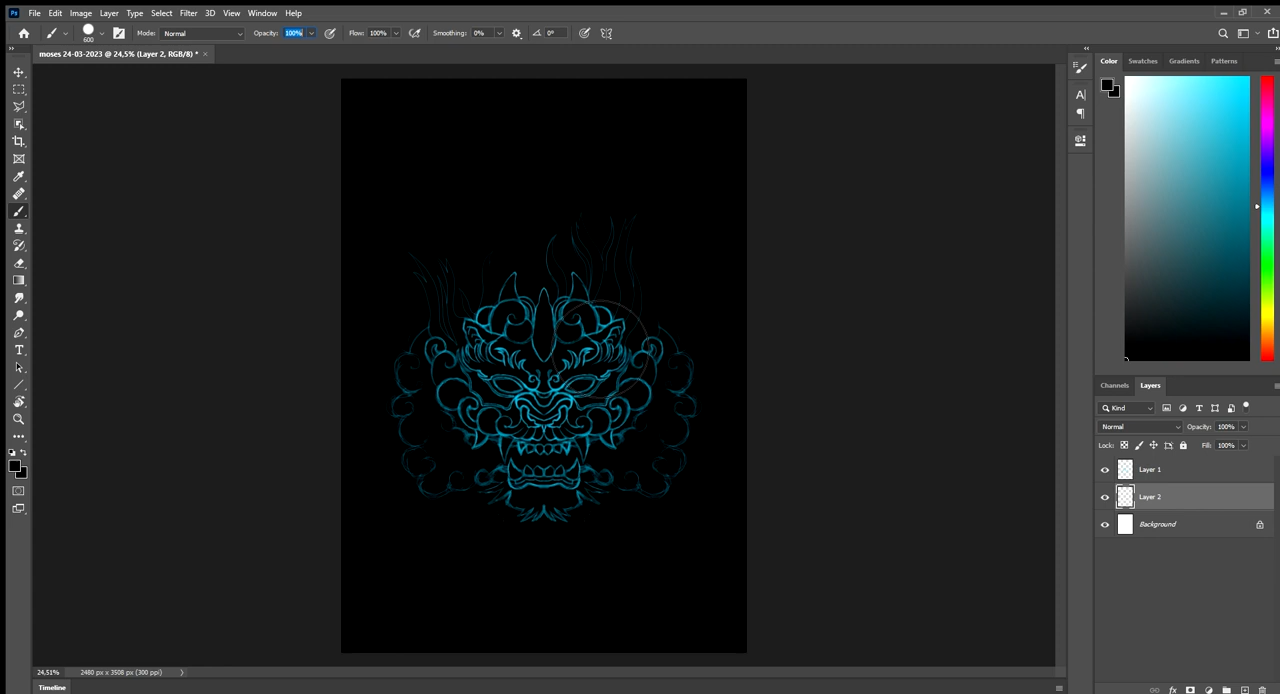 Ps File Edit Image Layer Type Select Filter 3D View Window Help
600 Mode: Normal Opacity: 100% Flow: 100% Smoothing: 0% 0°
moses 24-03-2023 @ 24,5% (Layer 2, RGB/8) * ×
Color Swatches Gradients Patterns
Channels Layers
Kind
Normal Opacity: 100%
Lock: Fill: 100%
Layer 1
Layer 2
Background
24,51% 2480 px x 3508 px (300 ppi)
Timeline